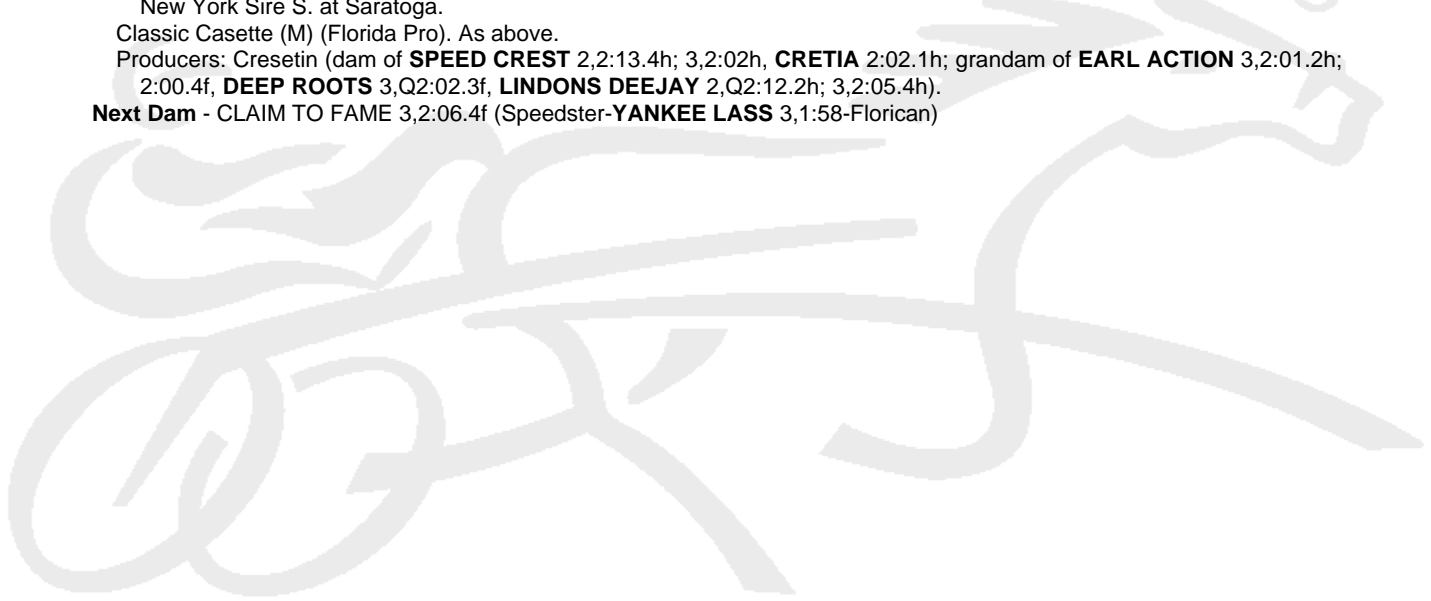 New York Sire S. at Saratoga.
Classic Casette (M) (Florida Pro). As above.
Producers: Cresetin (dam of SPEED CREST 2,2:13.4h; 3,2:02h, CRETIA 2:02.1h; grandam of EARL ACTION 3,2:01.2h;
2:00.4f, DEEP ROOTS 3,Q2:02.3f, LINDONS DEEJAY 2,Q2:12.2h; 3,2:05.4h).
Next Dam - CLAIM TO FAME 3,2:06.4f (Speedster-YANKEE LASS 3,1:58-Florican)